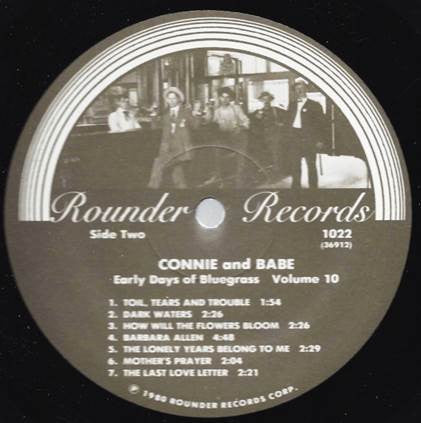 Rounder Records
Side Two 1022
(36912)
CONNIE and BABE
Early Days of Bluegrass Volume 10
1. TOIL, TEARS AND TROUBLE 1:54
2. DARK WATERS 2:26
3. HOW WILL THE FLOWERS BLOOM 2:26
4. BARBARA ALLEN 4:48
5. THE LONELY YEARS BELONG TO ME 2:29
6. MOTHER'S PRAYER 2:04
7. THE LAST LOVE LETTER 2:21
℗ 1980 ROUNDER RECORDS CORP.